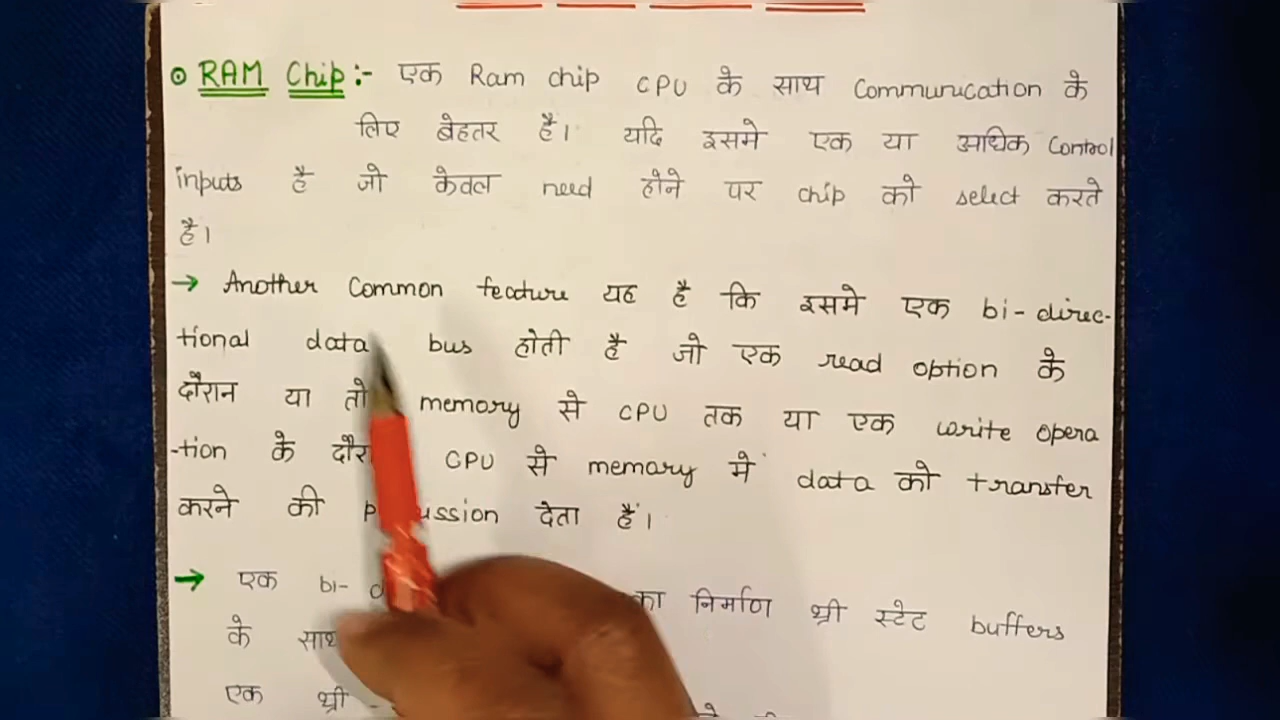 RAM Chip :- एक Ram chip CPU के साथ Communication के
लिए बेहतर है। यदि इसमे एक या अधिक Control
inputs है जो केवल need होने पर chip को select करते
है।
→ Another Common feature यह है कि इसमे एक bi-direc-
tional data bus होती है जो एक read option के
दौरान या तो memory से CPU तक या एक write opera
-tion के दौर CPU से memory में data को transfer
करने की देता है।
→ एक bi- का निर्माण थ्री स्टेट buffers
के साथ
एक थ्री